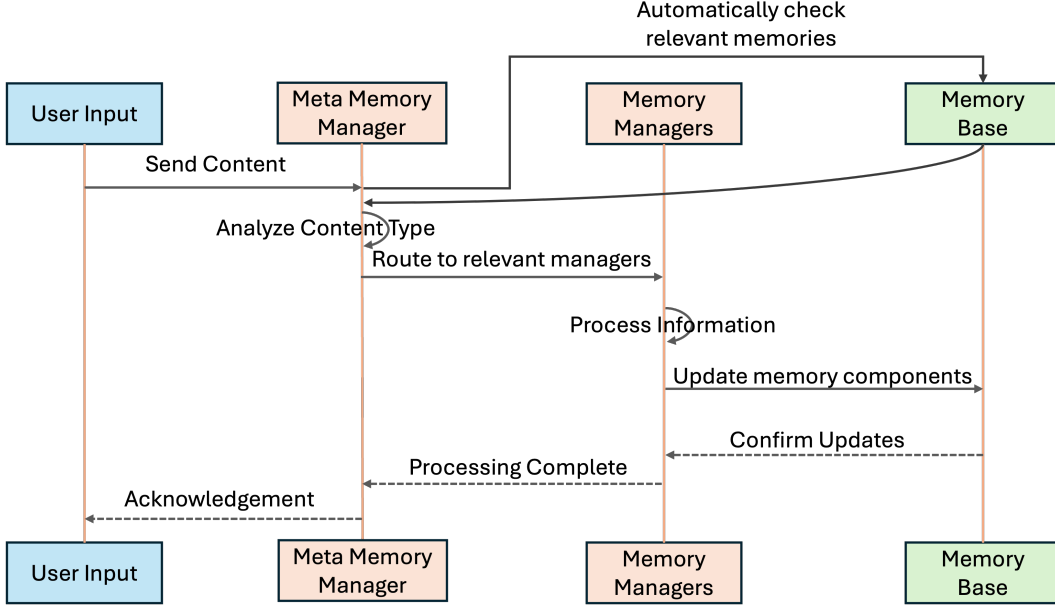 Automatically check
relevant memories
User Input
Meta Memory
Manager
Memory
Managers
Memory
Base
Send Content
Analyze Content Type
Route to relevant managers
Process Information
Update memory components
Confirm Updates
Processing Complete
Acknowledgement
User Input
Meta Memory
Manager
Memory
Managers
Memory
Base